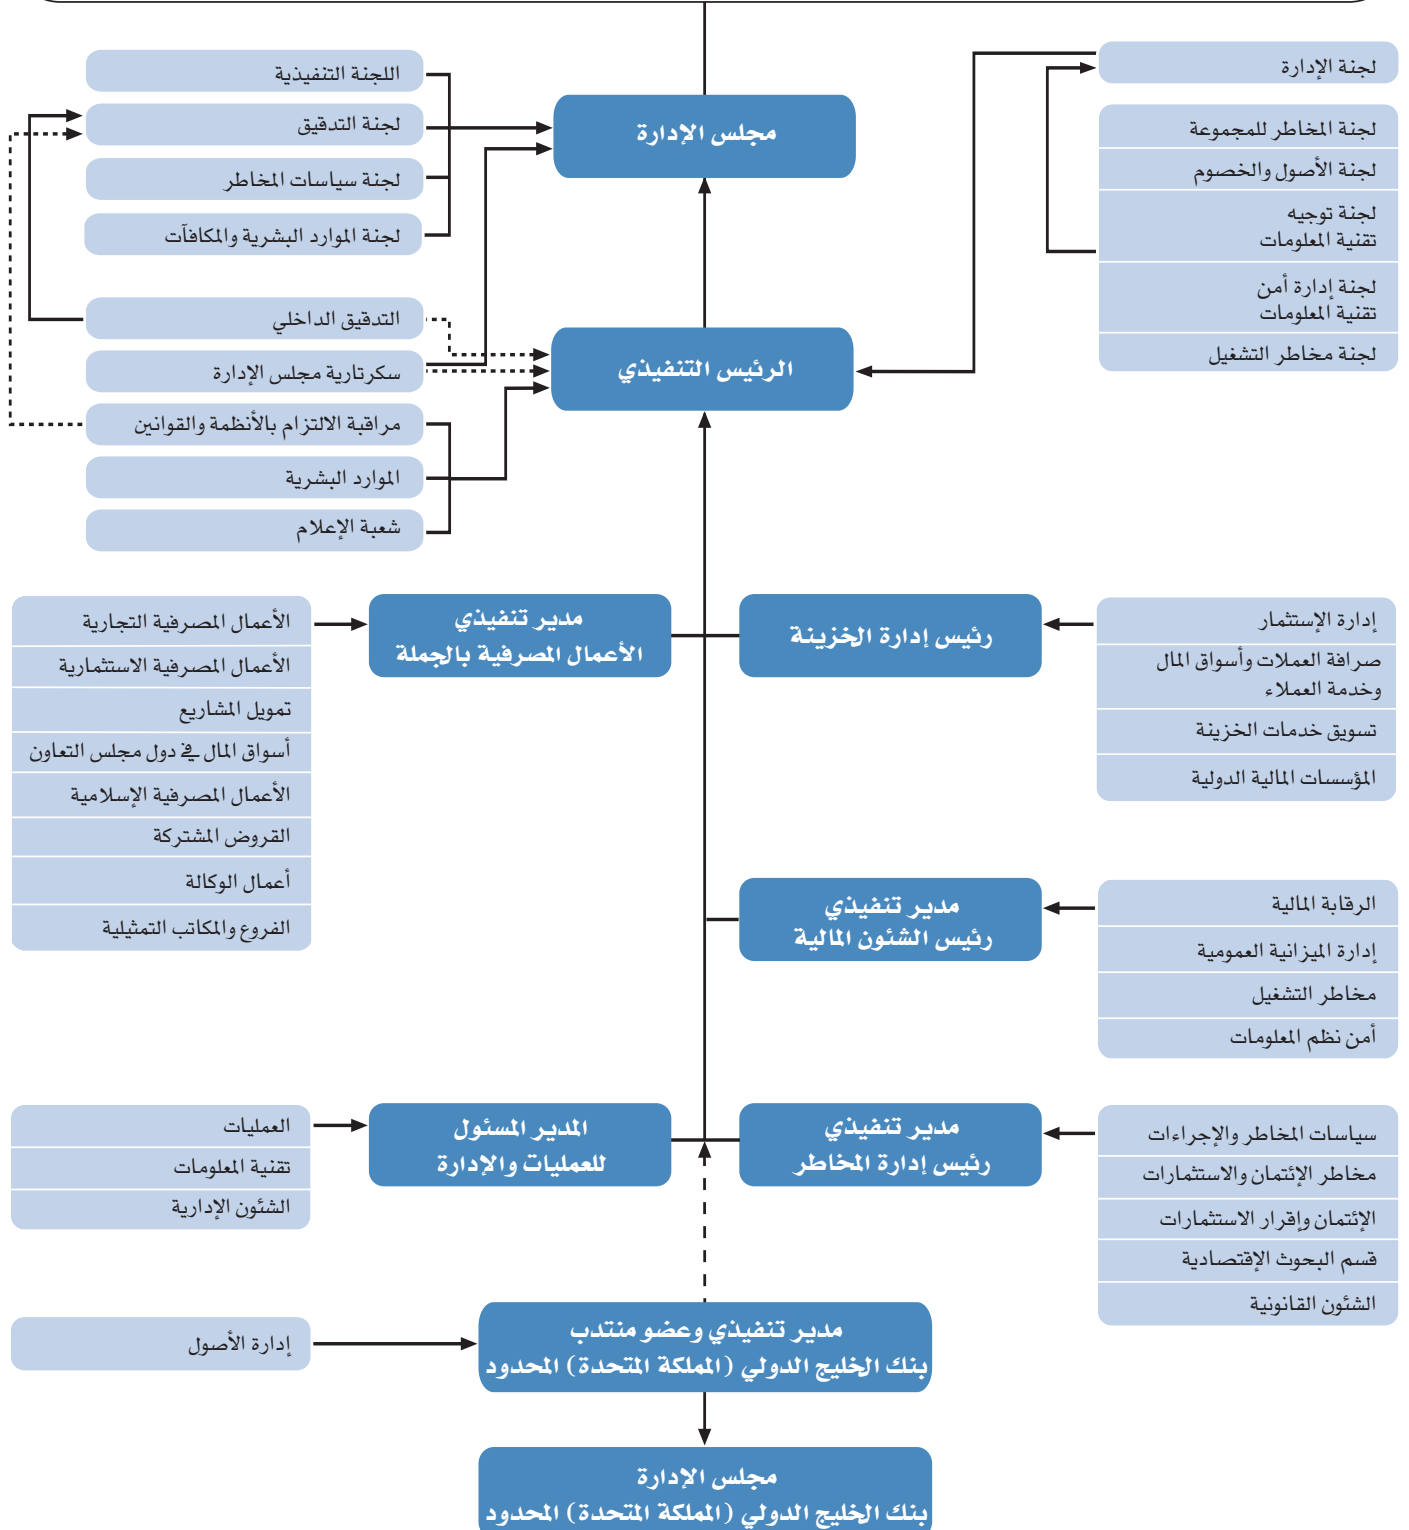 اللجنة التنفيذية
لجنة التدقيق
لجنة سياسات المخاطر
لجنة الموارد البشرية والمكافآت
مجلس الإدارة
لجنة الإدارة
لجنة المخاطر للمجموعة
لجنة الأصول والخصوم
لجنة توجيه
تقنية المعلومات
لجنة إدارة أمن
تقنية المعلومات
لجنة مخاطر التشغيل
التدقيق الداخلي
سكرتارية مجلس الإدارة
مراقبة الالتزام بالأنظمة والقوانين
الموارد البشرية
شعبة الإعلام
الرئيس التنفيذي
مدير تنفيذي
الأعمال المصرفية بالجملة
الأعمال المصرفية التجارية
الأعمال المصرفية الاستثمارية
تمويل المشاريع
أسواق المال في دول مجلس التعاون
الأعمال المصرفية الإسلامية
القروض المشتركة
أعمال الوكالة
الفروع والمكاتب التمثيلية
رئيس إدارة الخزينة
إدارة الإستثمار
صرافة العملات وأسواق المال
وخدمة العملاء
تسويق خدمات الخزينة
المؤسسات المالية الدولية
مدير تنفيذي
رئيس الشئون المالية
الرقابة المالية
إدارة الميزانية العمومية
مخاطر التشغيل
أمن نظم المعلومات
المدير المسئول
للعمليات والإدارة
العمليات
تقنية المعلومات
الشئون الإدارية
مدير تنفيذي
رئيس إدارة المخاطر
سياسات المخاطر والإجراءات
مخاطر الإئتمان والاستثمارات
الإئتمان وإقرار الاستثمارات
قسم البحوث الإقتصادية
الشئون القانونية
إدارة الأصول
مدير تنفيذي وعضو منتدب
بنك الخليج الدولي (المملكة المتحدة) المحدود
مجلس الإدارة
بنك الخليج الدولي (المملكة المتحدة) المحدود